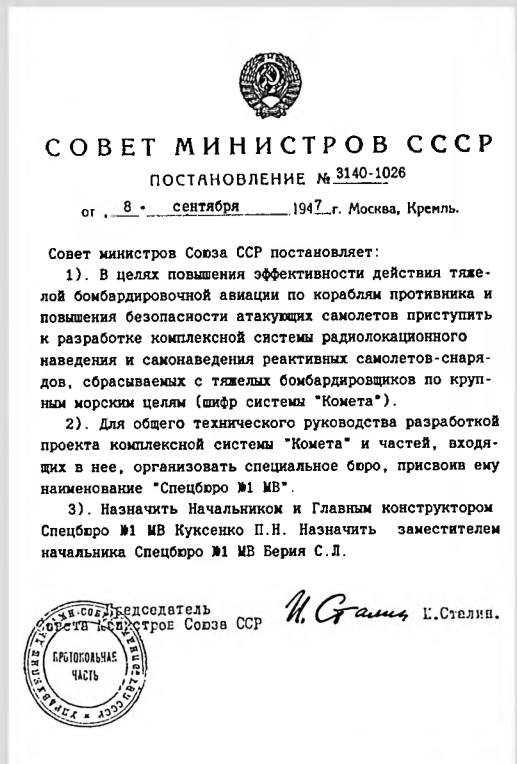 СОВЕТ МИНИСТРОВ СССР
ПОСТАНОВЛЕНИЕ № 3140-1026
от „ 8 " сентября 1947 г. Москва, Кремль.
Совет министров Союза ССР постановляет:
1). В целях повышения эффективности действия тяже-
лой бомбардировочной авиации по кораблям противника и
повышения безопасности атакующих самолетов приступить
к разработке комплексной системы радиолокационного
наведения и самонаведения реактивных самолетов-снаря-
дов, сбрасываемых с тяжелых бомбардировщиков по круп-
ным морским целям (шифр системы "Комета").
2). Для общего технического руководства разработкой
проекта комплексной системы "Комета" и частей, входя-
щих в нее, организовать специальное бюро, присвоив ему
наименование "Спецбюро №1 МВ".
3). Назначить Начальником и Главным конструктором
Спецбюро №1 МВ Куксенко П.Н. Назначить заместителем
начальника Спецбюро №1 МВ Берия С.Л.
Председатель
Совета Министров Союза ССР
И. Сталин И.Сталин.
ПРОТОКОЛЬНАЯ
ЧАСТЬ